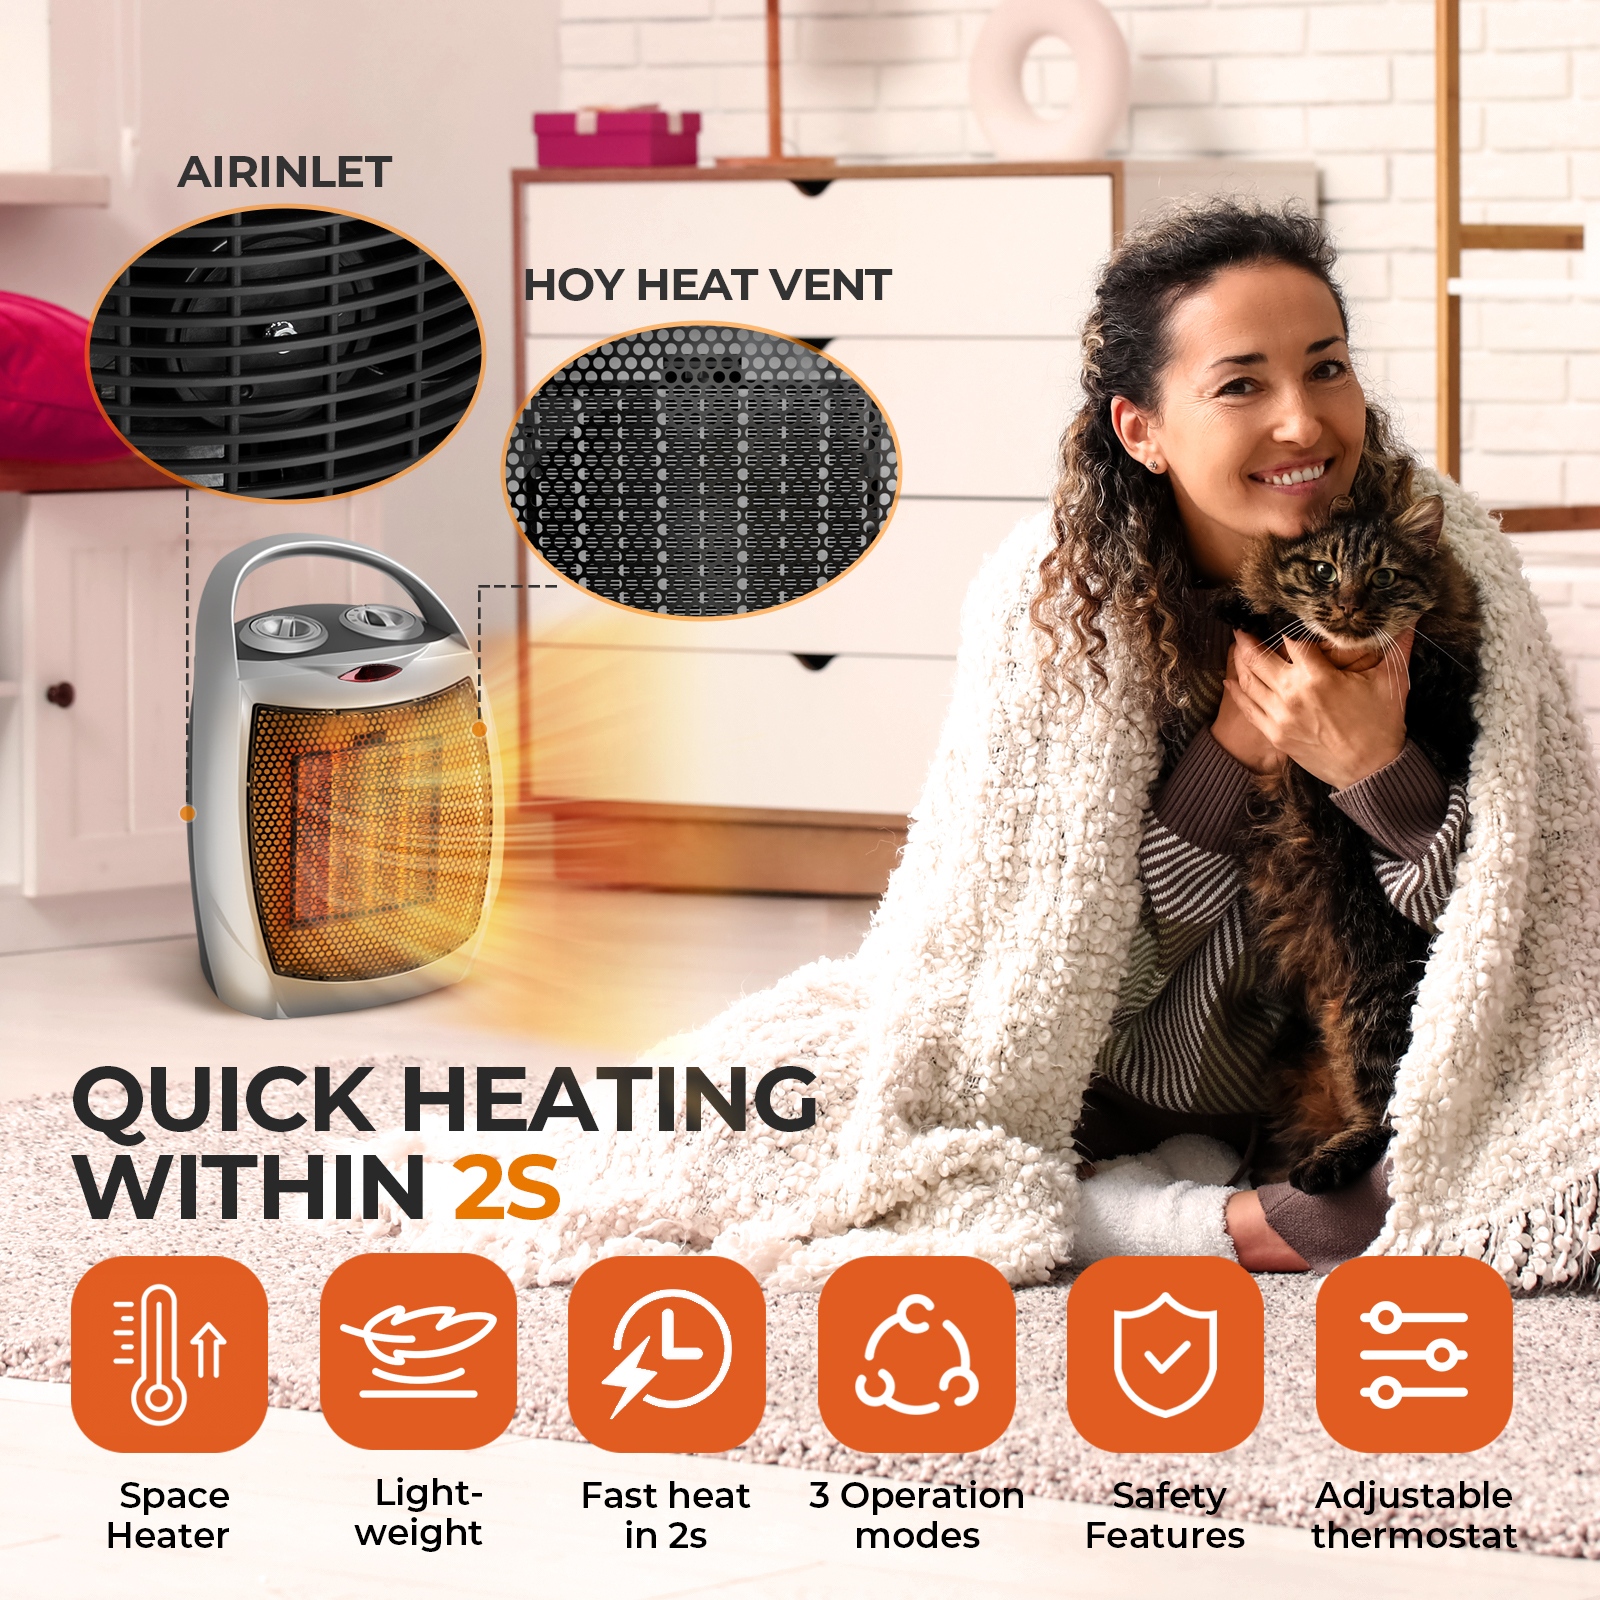 AIRINLET
HOY HEAT VENT
QUICK HEATING
WITHIN 2S
Space
Heater
Light-
weight
Fast heat
in 2s
3 Operation
modes
Safety
Features
Adjustable
thermostat